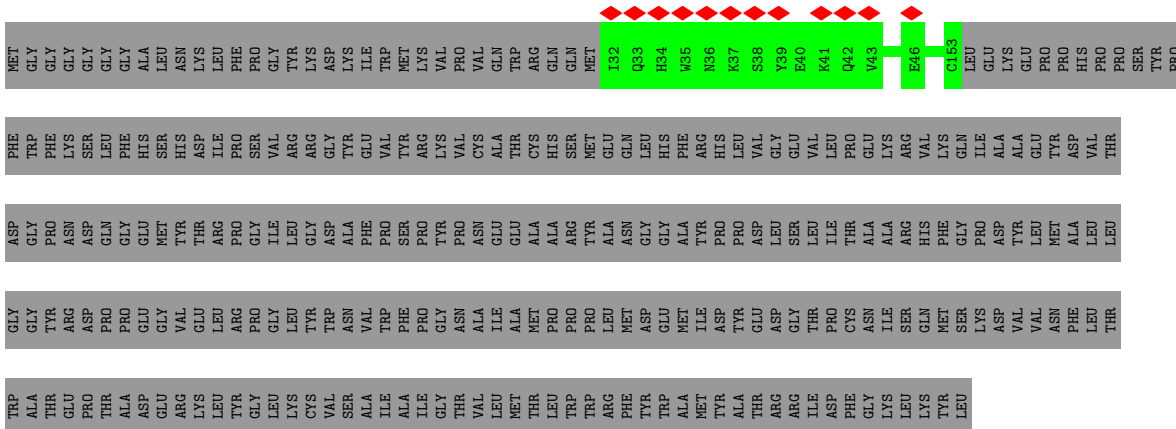 MET GLY GLY GLY GLY GLY GLY ALA LEU ASN LYS LEU LEU PHE PRO GLY TYR LYS ASP LYS ILE TRP MET LYS VAL PRO VAL GLN TRP ARG GLN GLN MET I32 Q33 H34 W35 N36 K37 S38 Y39 E40 K41 Q42 V43 E46 C153 LEU GLU LYS GLU PRO PRO HIS PRO PRO SER TYR PRO
PHE TRP PHE LYS SER LEU PHE HIS SER HIS ASP ILE PRO SER VAL ARG ARG GLY TYR GLU VAL TYR ARG LYS VAL CYS ALA THR CYS HIS SER MET GLU GLN LEU HIS PHE ARG HIS LEU VAL GLY GLU VAL LEU PRO GLU LYS ARG VAL LYS GLN ILE ALA ALA GLU TYR ASP VAL THR
ASP GLY PRO ASN ASP GLN GLY GLU MET TYR THR ARG PRO GLY ILE LEU GLY ASP ALA PHE PRO SER PRO TYR PRO ASN GLU GLU ALA ALA ARG TYR ALA ASN GLY GLY ALA TYR PRO PRO ASP LEU SER LEU ILE THR ALA ALA ARG HIS PHE GLY PRO ASP TYR LEU MET ALA LEU LEU
GLY GLY TYR ARG ASP PRO PRO GLU GLY VAL GLU LEU ARG PRO GLY LEU TYR TRP ASN VAL TRP PHE PRO GLY ASN ALA ILE ALA MET PRO PRO PRO LEU MET ASP GLU MET ILE ASP TYR GLU ASP GLY THR PRO CYS ASN ILE SER GLN MET SER LYS ASP VAL VAL ASN PHE LEU THR
TRP ALA THR GLU PRO THR ALA ASP GLU ARG LYS LEU TYR GLY LEU LYS CYS VAL SER ALA ILE ALA ILE GLY THR VAL LEU MET THR LEU TRP TRP ARG PHE TYR TRP ALA MET TYR ALA THR ARG ARG ILE ASP PHE GLY LYS LEU LYS TYR LEU